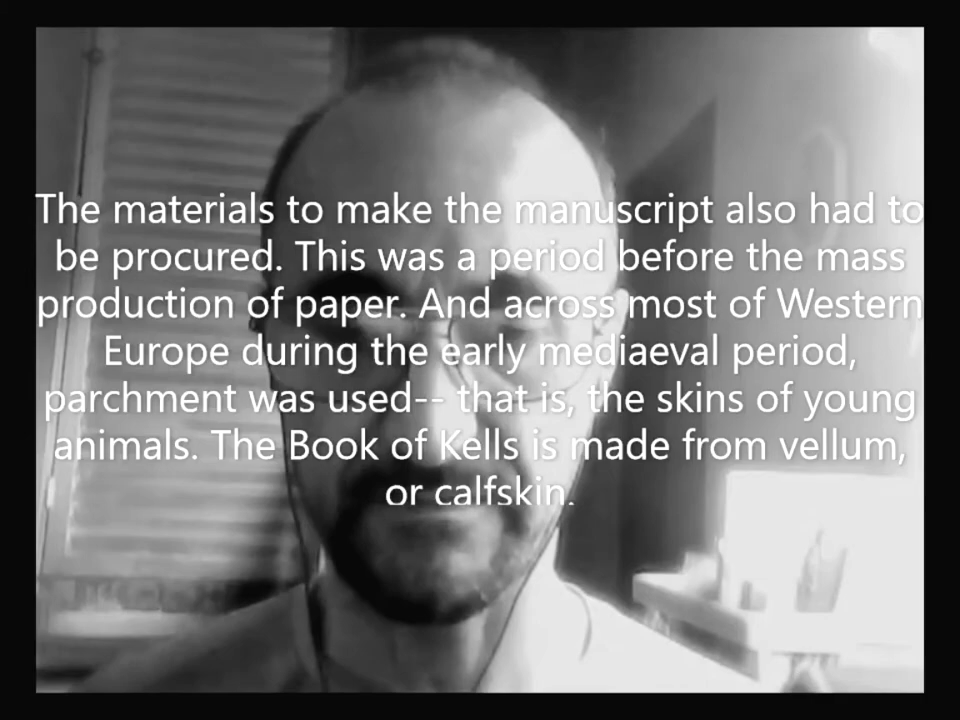 The materials to make the manuscript also had to
be procured. This was a period before the mass
production of paper. And across most of Western
Europe during the early mediaeval period,
parchment was used-- that is, the skins of young
animals. The Book of Kells is made from vellum,
or calfskin.